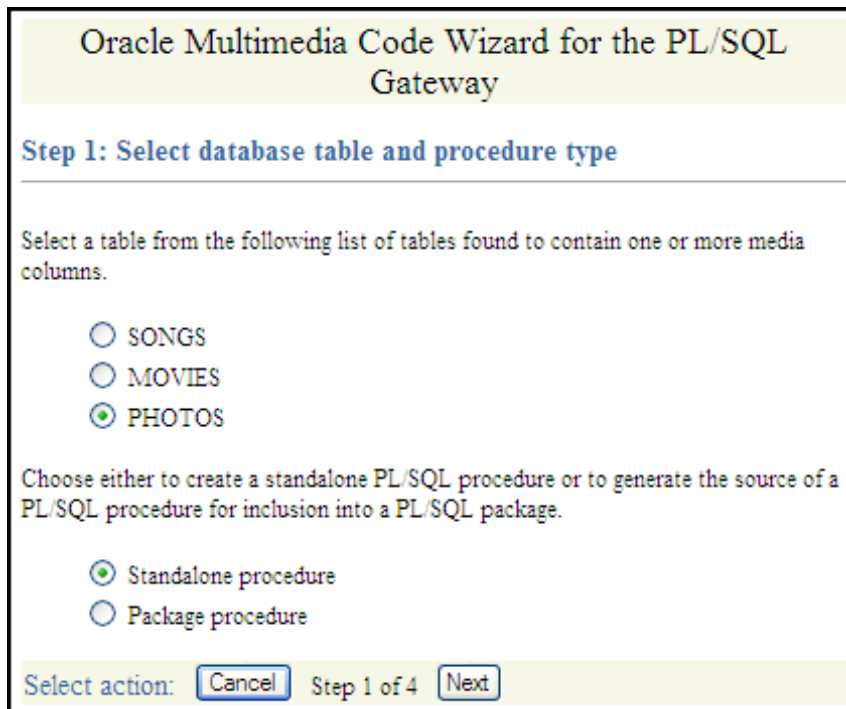 Oracle Multimedia Code Wizard for the PL/SQL
Gateway
Step 1: Select database table and procedure type
Select a table from the following list of tables found to contain one or more media
columns.
SONGS
MOVIES
PHOTOS
Choose either to create a standalone PL/SQL procedure or to generate the source of a
PL/SQL procedure for inclusion into a PL/SQL package.
Standalone procedure
Package procedure
Select action: Cancel Step 1 of 4 Next